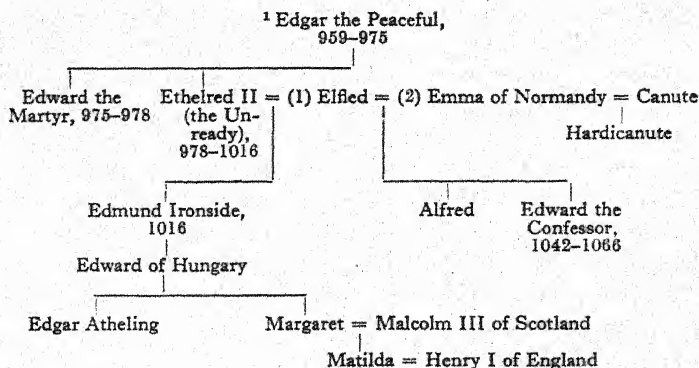 ¹ Edgar the Peaceful,
959–975
Edward the
Martyr, 975–978
Ethelred II = (1) Elfled = (2) Emma of Normandy = Canute
(the Un-
ready),
978–1016
Hardicanute
Edmund Ironside,
1016
Alfred
Edward the
Confessor,
1042–1066
Edward of Hungary
Edgar Atheling
Margaret = Malcolm III of Scotland
Matilda = Henry I of England